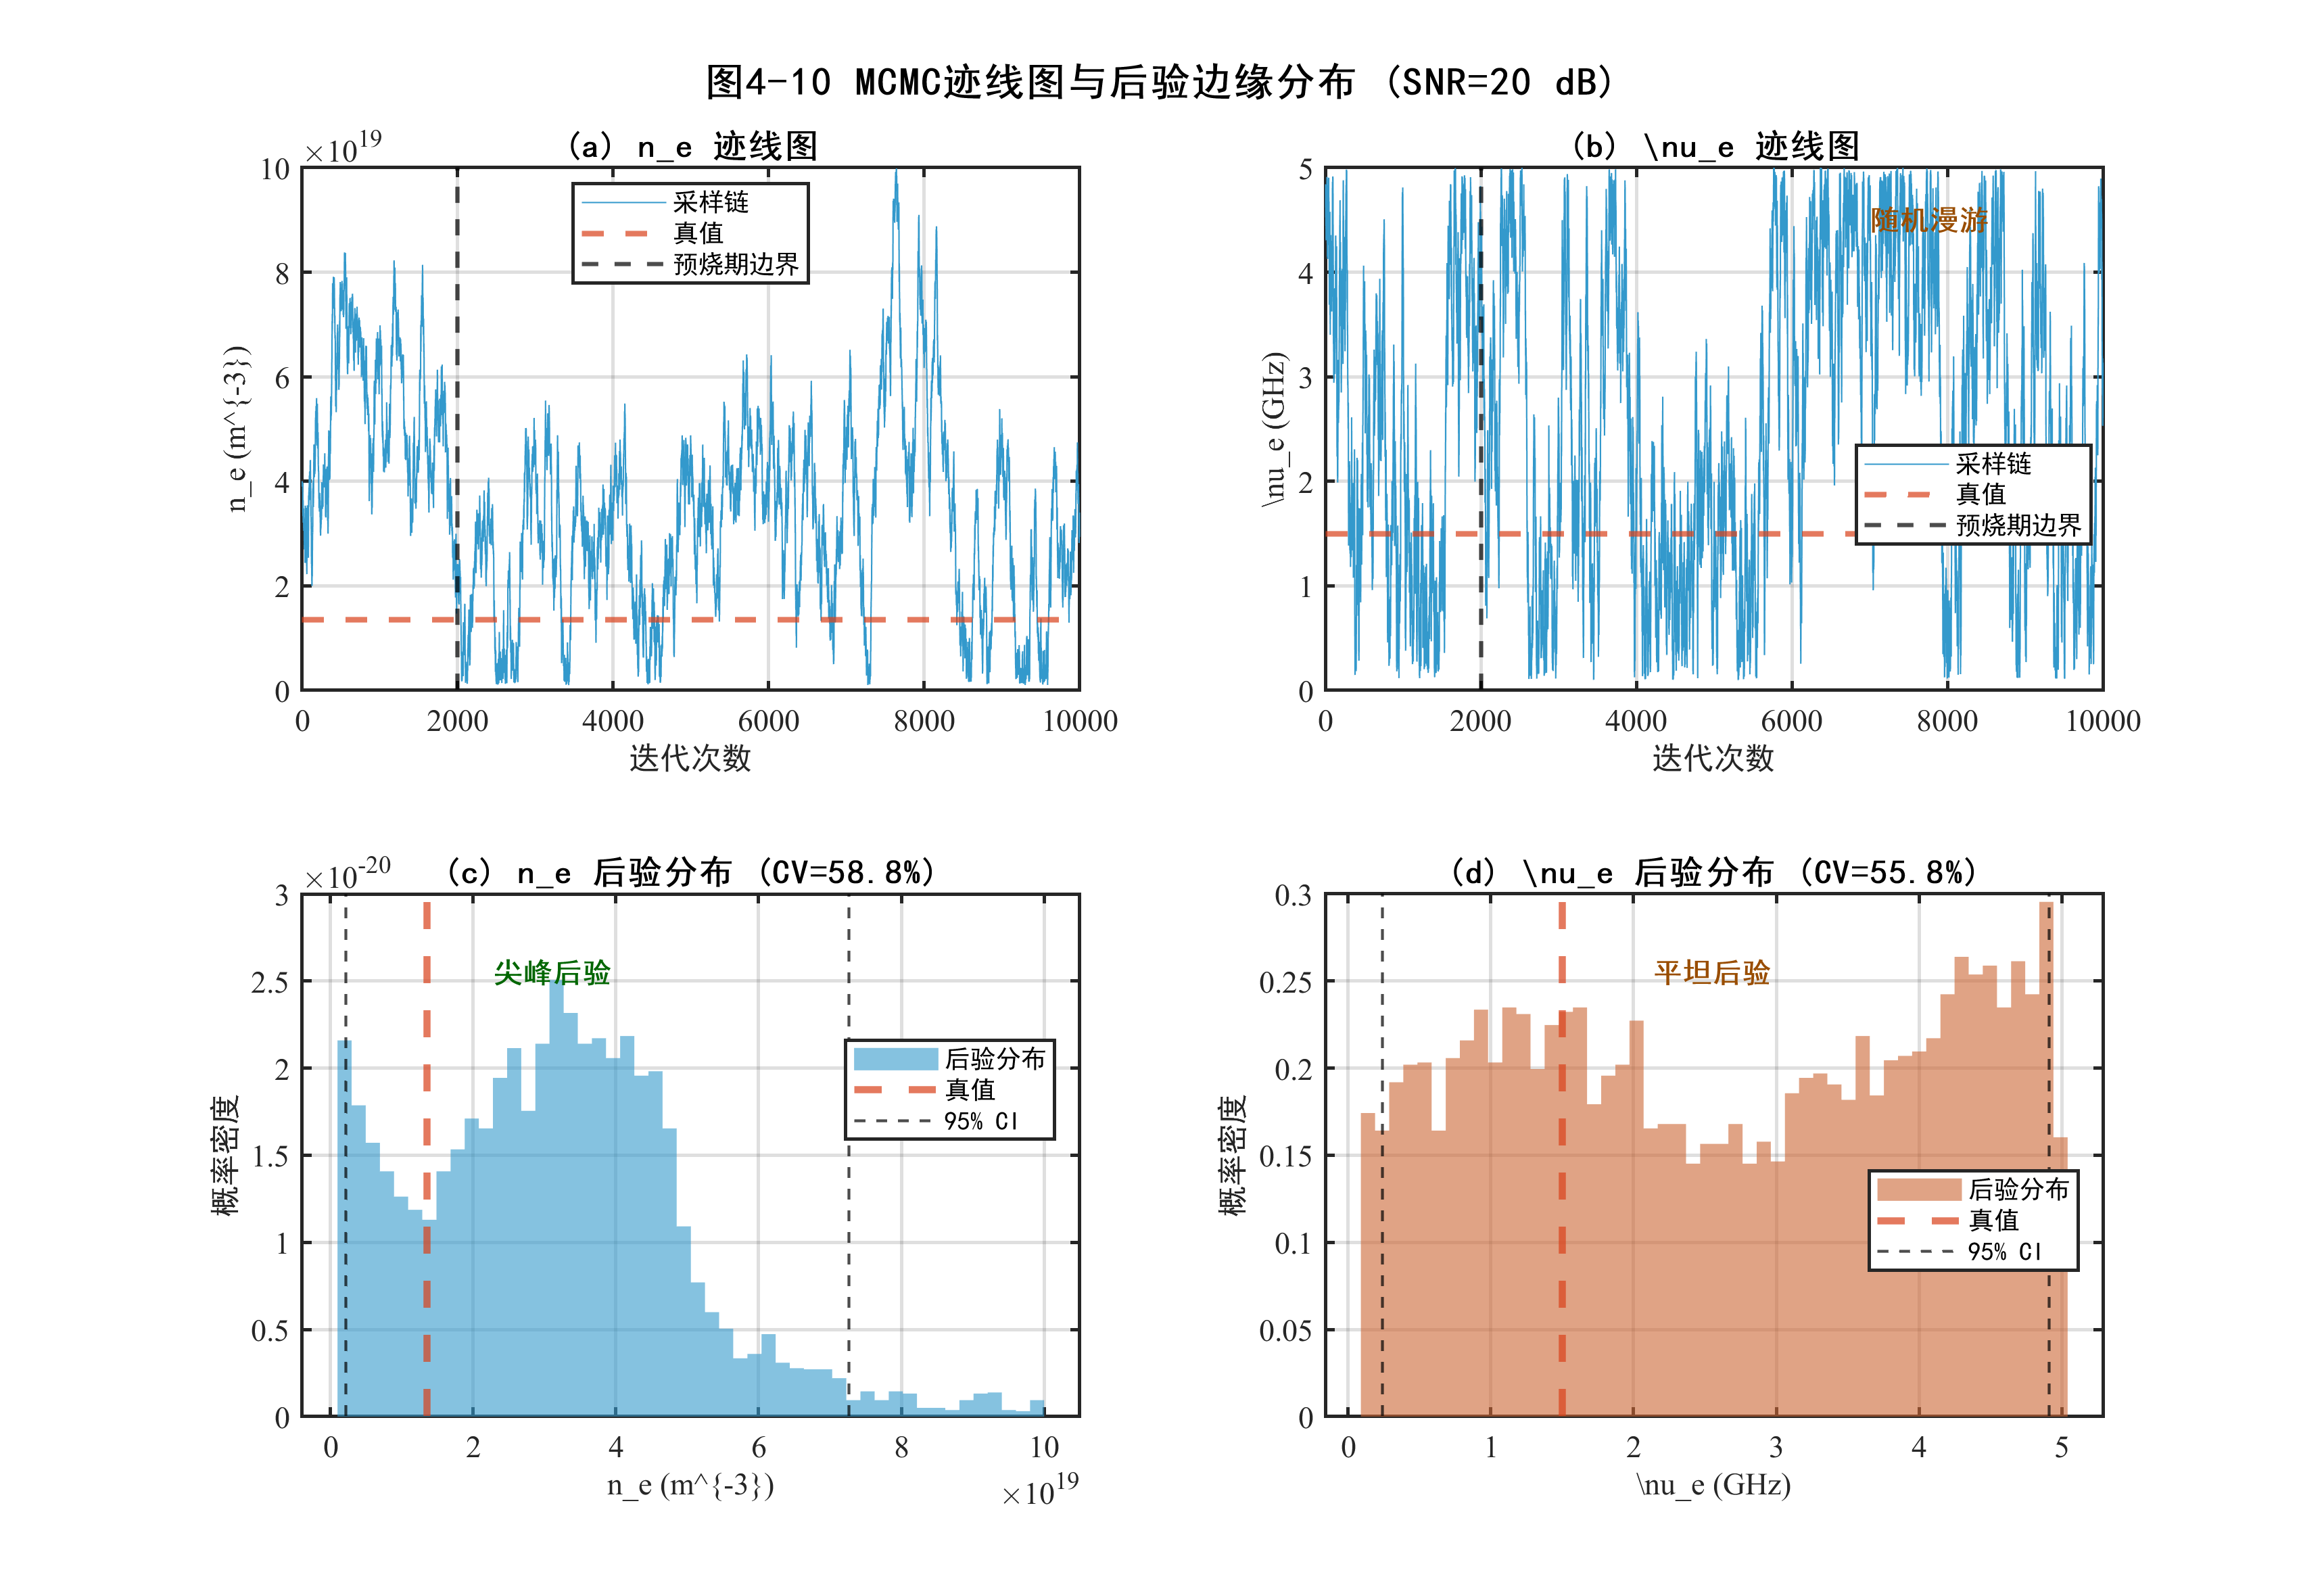 图4-10 MCMC迹线图与后验边缘分布 (SNR=20 dB)
(a) n_e 迹线图
×10^19
10
8
6
4
2
0
n_e (m^{-3})
采样链
真值
预烧期边界
0 2000 4000 6000 8000 10000
迭代次数
(b) \nu_e 迹线图
5
4
3
2
1
0
\nu_e (GHz)
随机漫游
采样链
真值
预烧期边界
0 2000 4000 6000 8000 10000
迭代次数
(c) n_e 后验分布 (CV=58.8%)
×10^-20
3
2.5
2
1.5
1
0.5
0
概率密度
尖峰后验
后验分布
真值
95% CI
0 2 4 6 8 10
n_e (m^{-3})
×10^19
(d) \nu_e 后验分布 (CV=55.8%)
0.3
0.25
0.2
0.15
0.1
0.05
0
概率密度
平坦后验
后验分布
真值
95% CI
0 1 2 3 4 5
\nu_e (GHz)